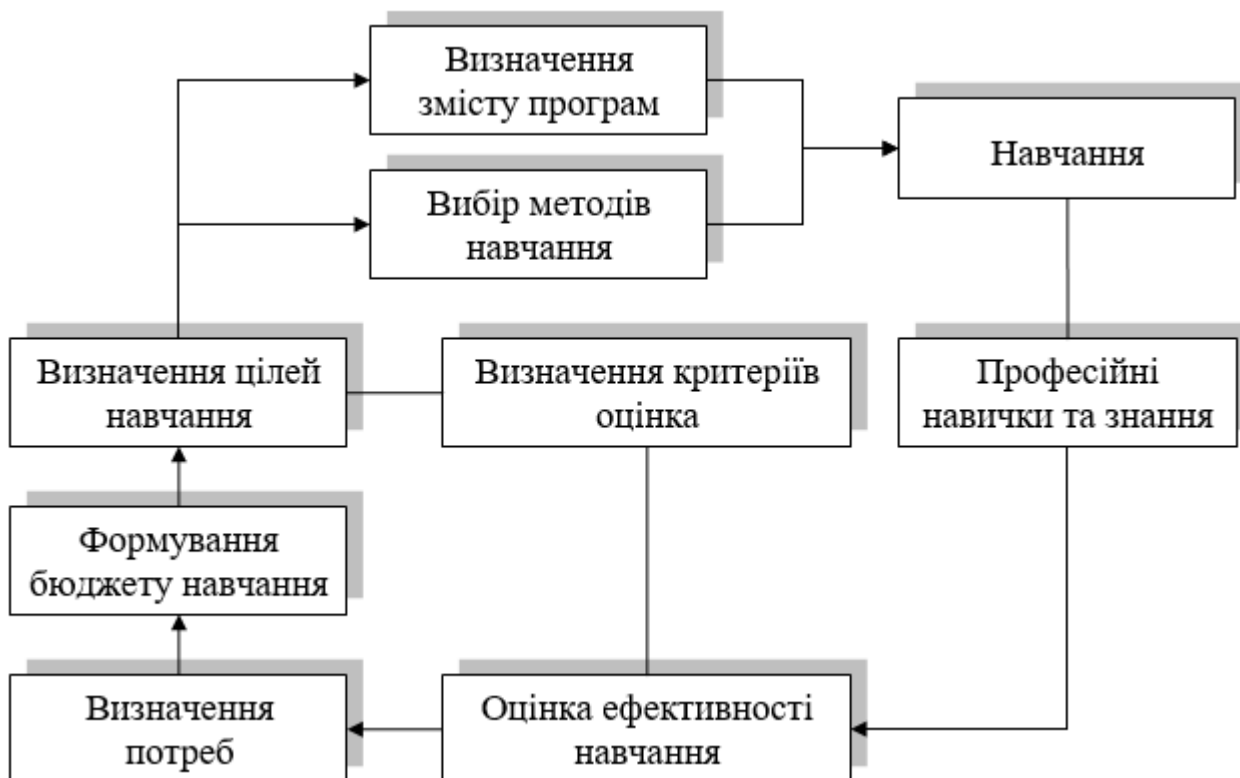 Визначення
змісту програм
Навчання
Вибір методів
навчання
Визначення цілей
навчання
Визначення критеріїв
оцінка
Професійні
навички та знання
Формування
бюджету навчання
Визначення
потреб
Оцінка ефективності
навчання